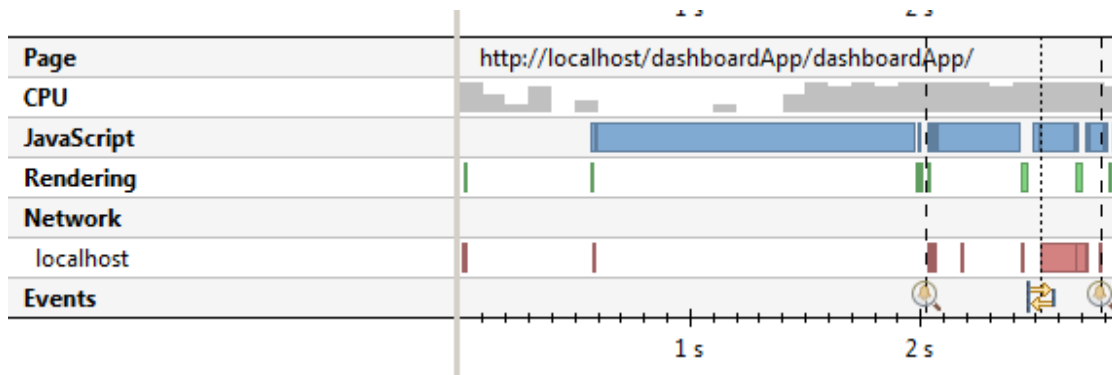 Page http://localhost/dashboardApp/dashboardApp/
CPU
JavaScript
Rendering
Network
localhost
Events
1 s 2 s